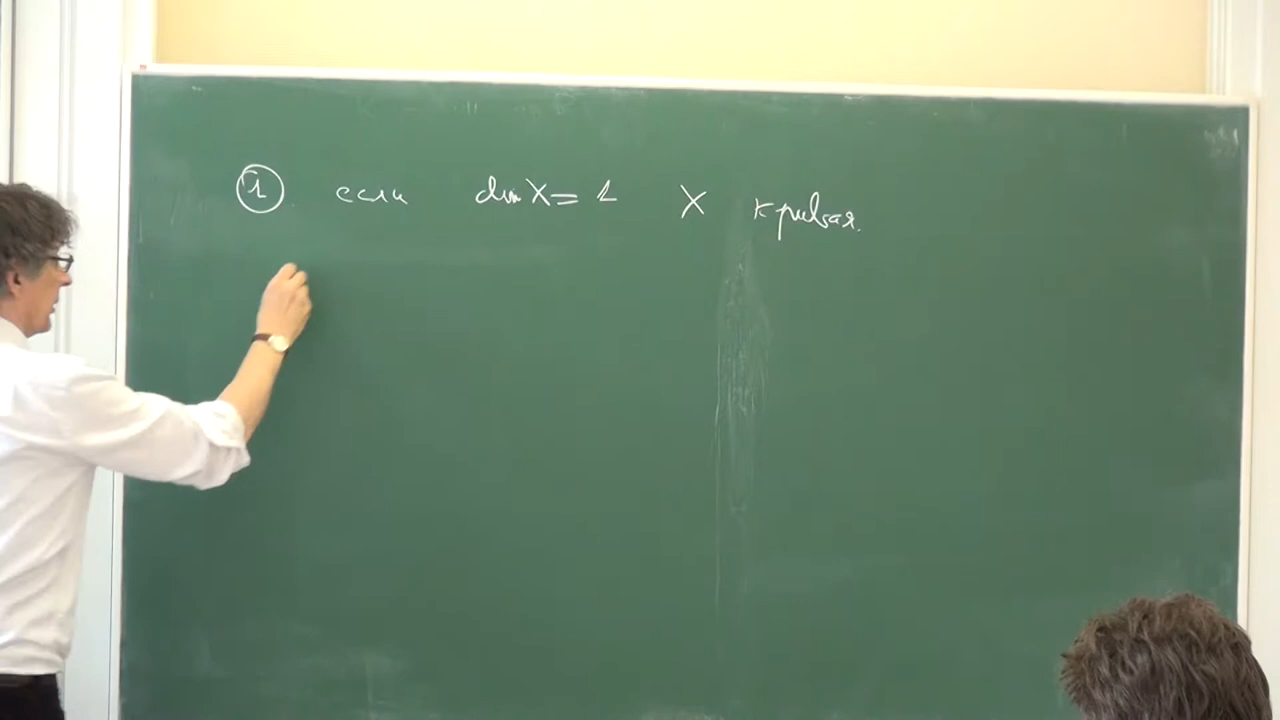 ① если dim X = 1 X кривая.